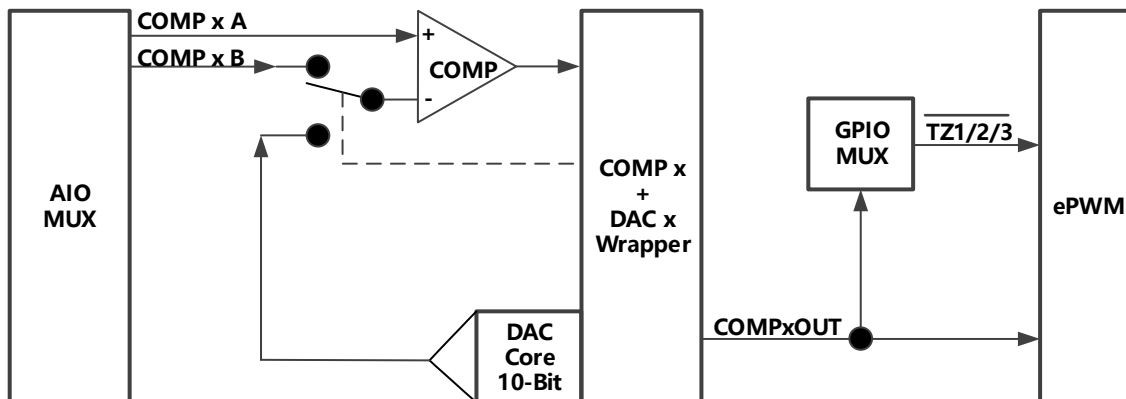 COMP x A
COMP x B
+
COMP
-
AIO
MUX
GPIO
MUX
TZ1/2/3
COMP x
+
DAC x
Wrapper
ePWM
COMPxOUT
DAC
Core
10-Bit